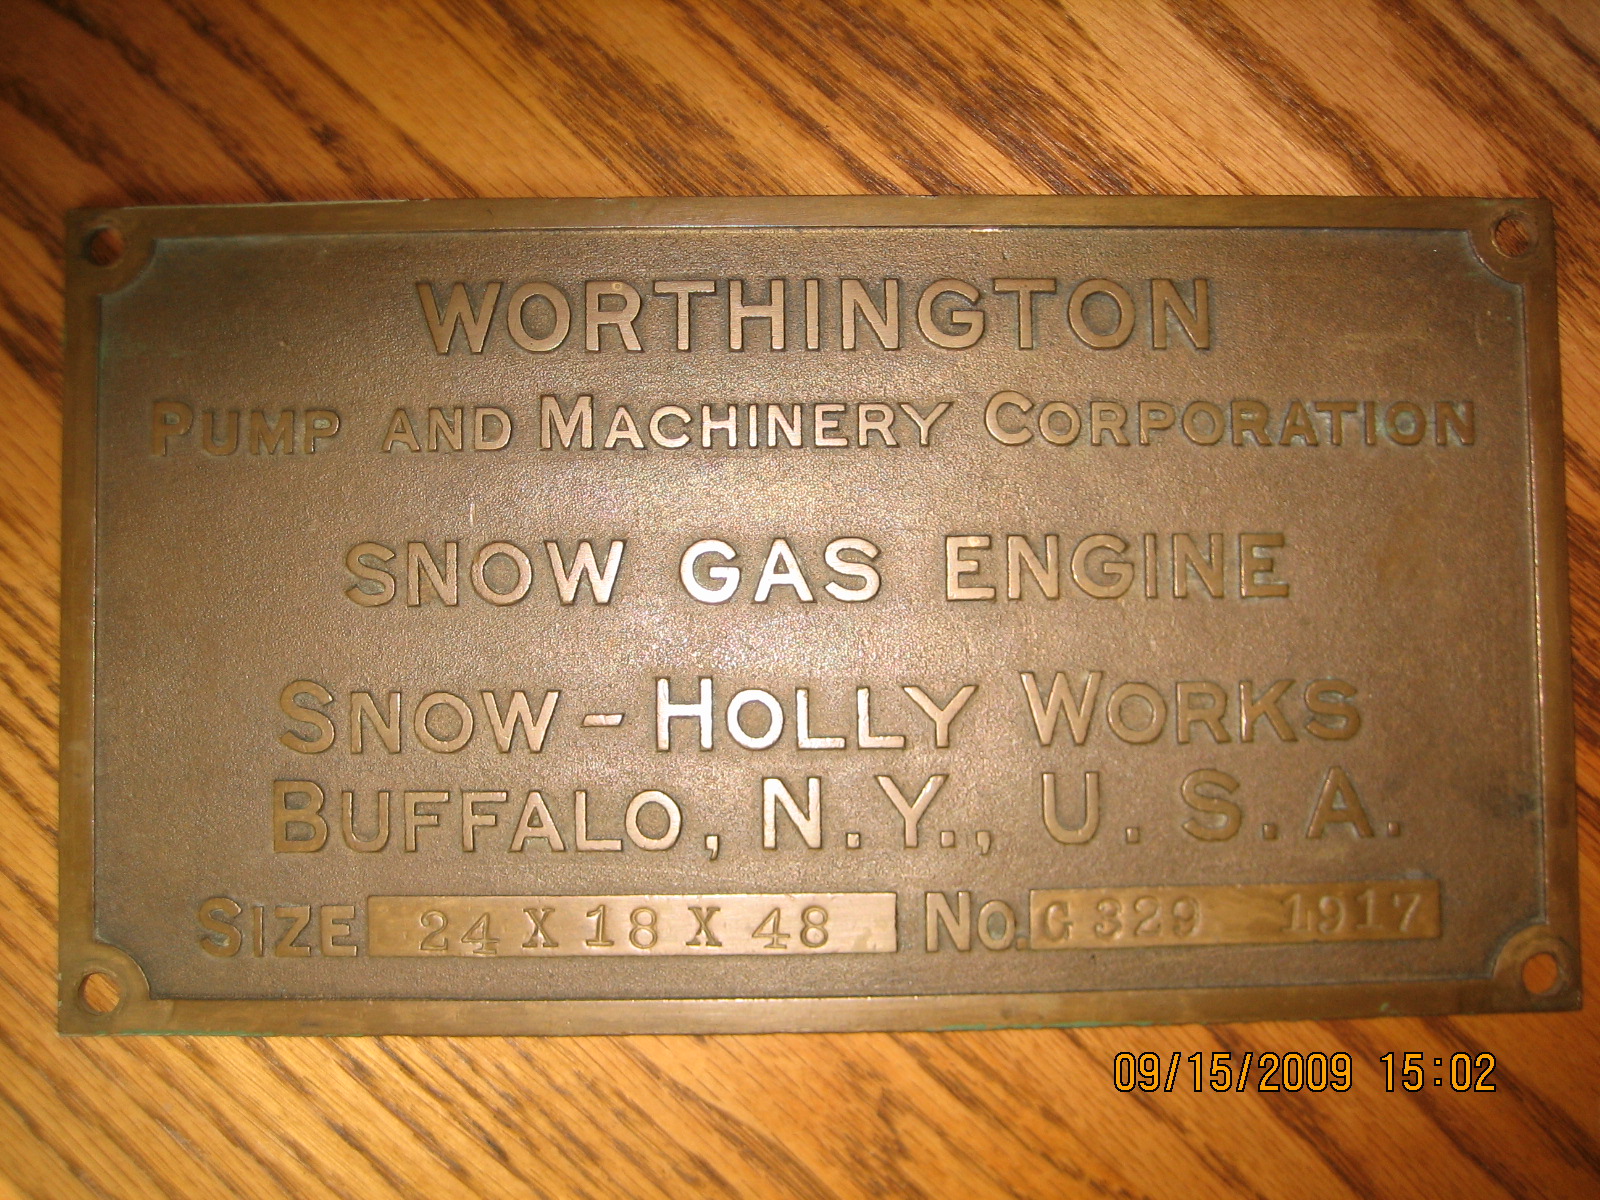 WORTHINGTON
PUMP AND MACHINERY CORPORATION
SNOW GAS ENGINE
SNOW-HOLLY WORKS
BUFFALO, N.Y., U.S.A.
SIZE 24 X 18 X 48 No. G 329 1917
09/15/2009 15:02